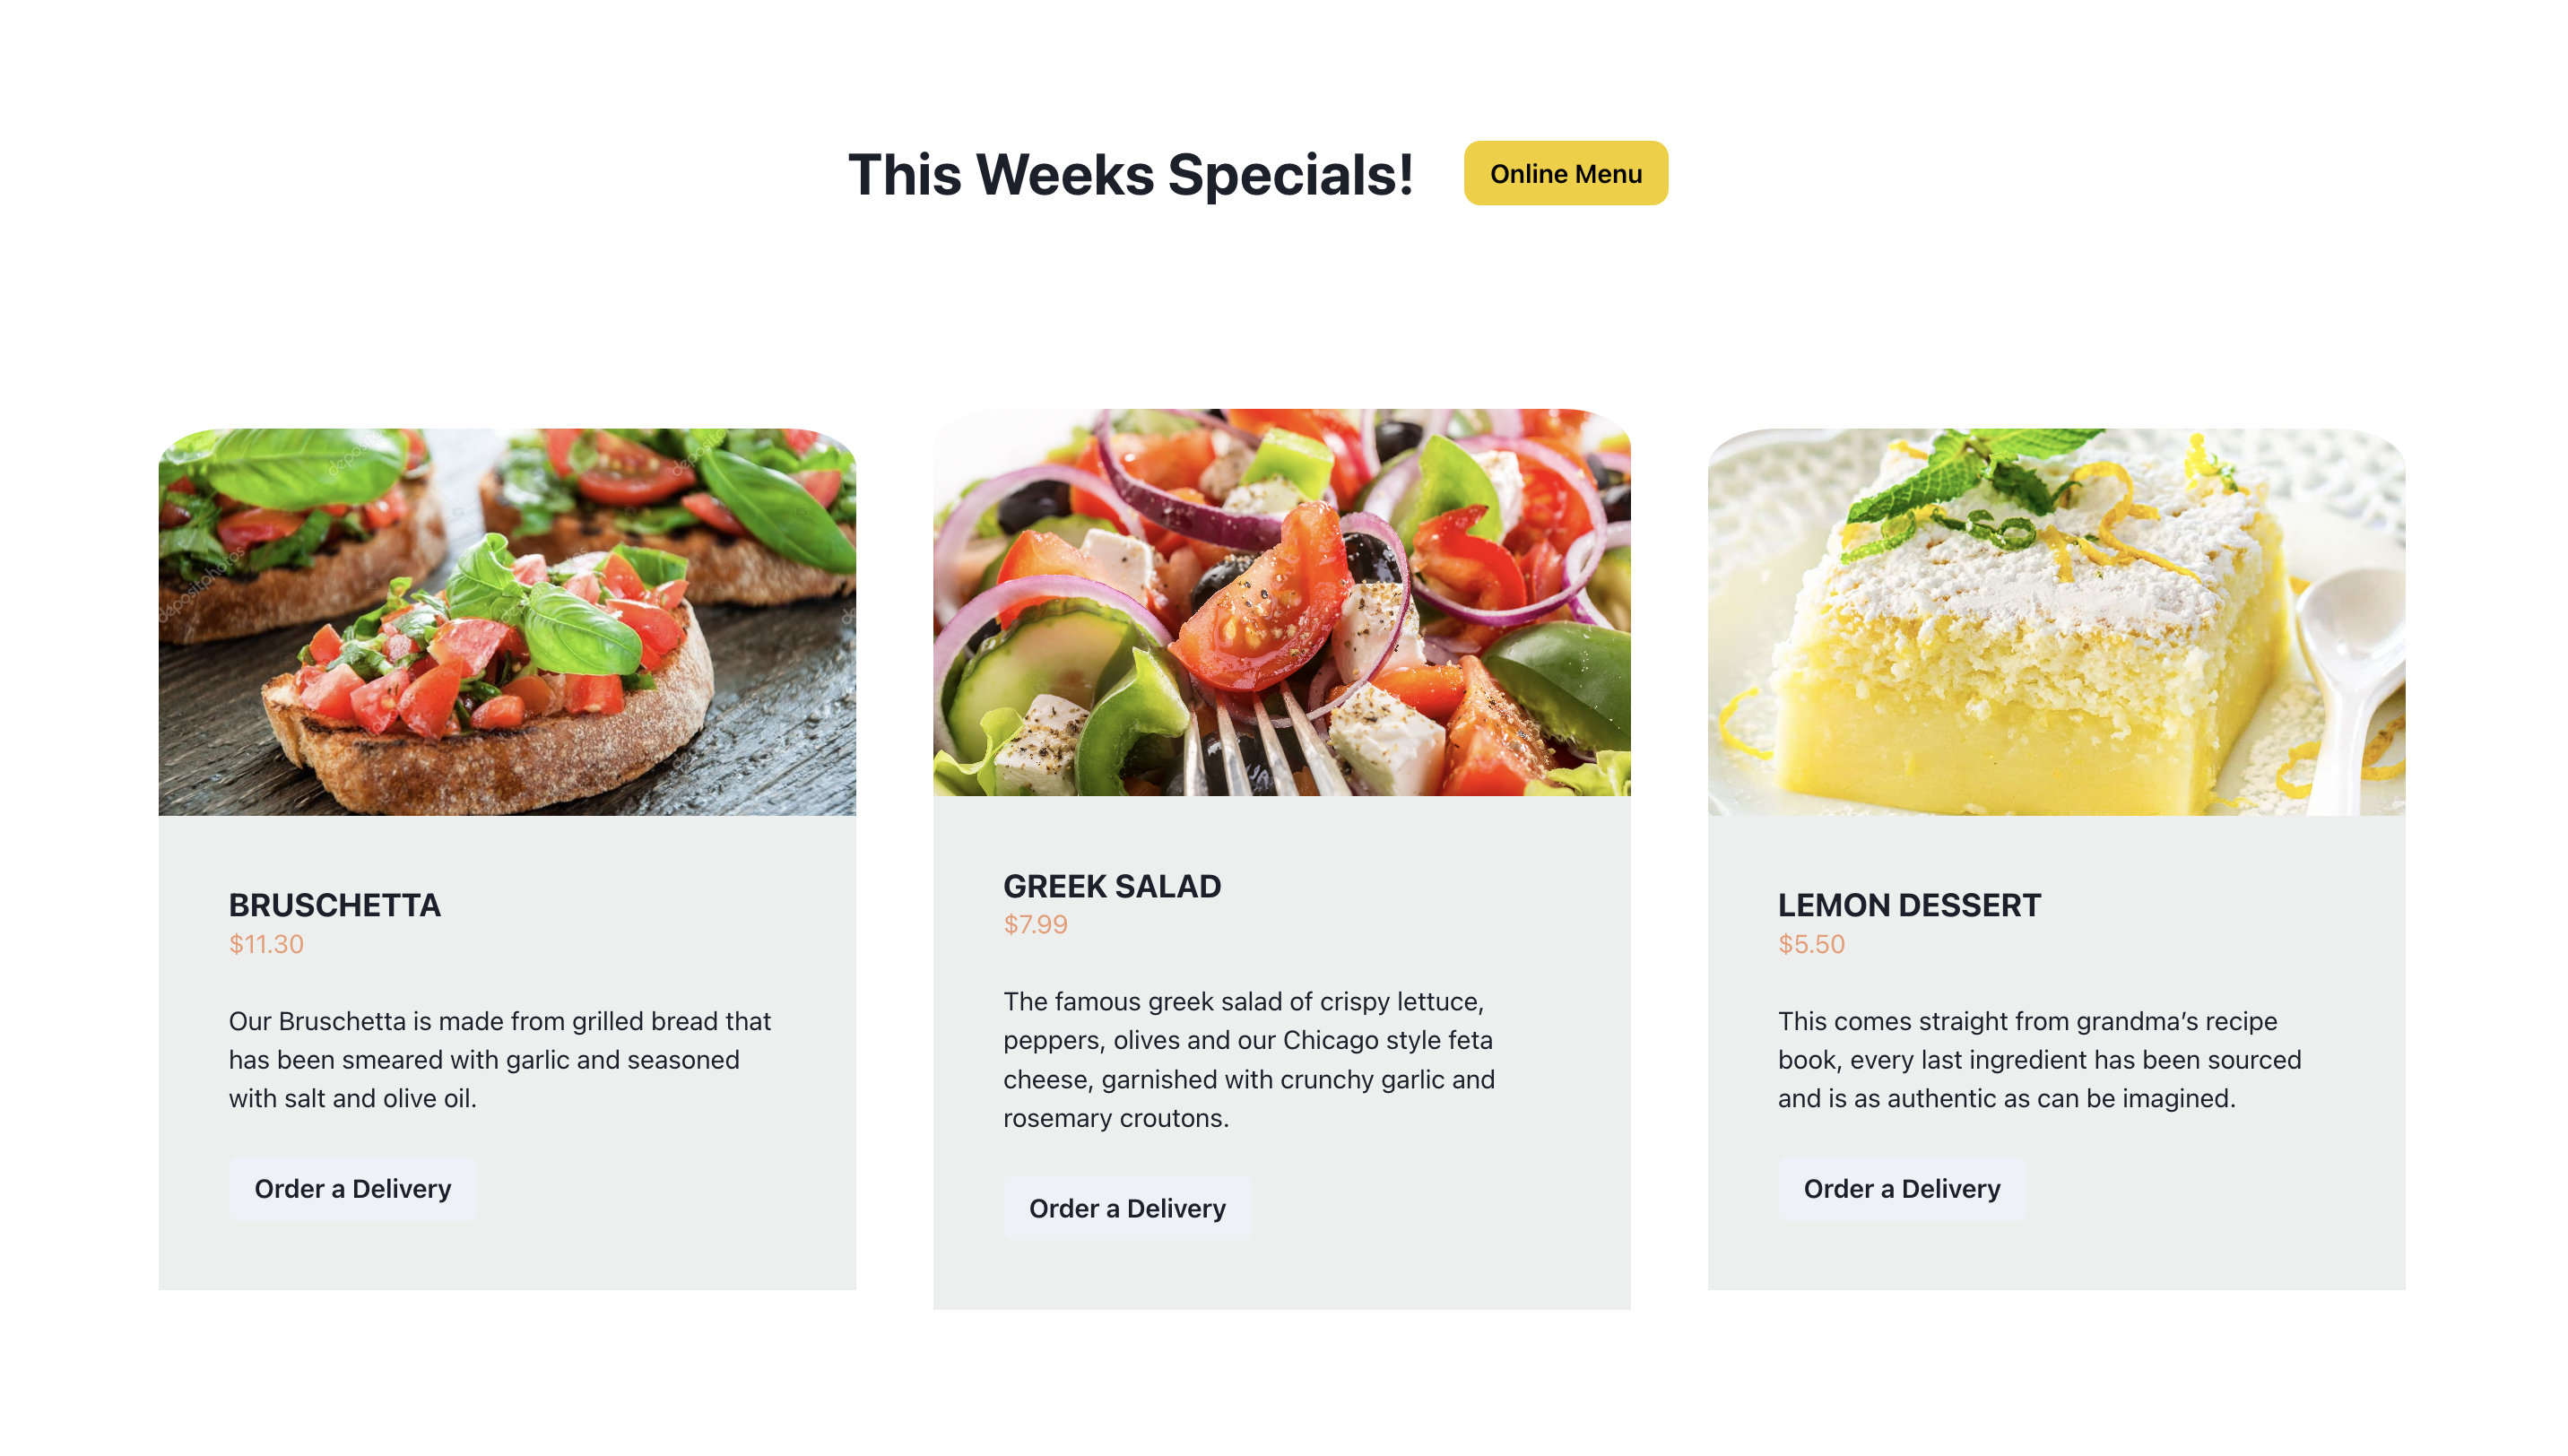 This Weeks Specials!
Online Menu
depositphotos
BRUSCHETTA
$11.30
Our Bruschetta is made from grilled bread that
has been smeared with garlic and seasoned
with salt and olive oil.
Order a Delivery
GREEK SALAD
$7.99
The famous greek salad of crispy lettuce,
peppers, olives and our Chicago style feta
cheese, garnished with crunchy garlic and
rosemary croutons.
Order a Delivery
LEMON DESSERT
$5.50
This comes straight from grandma’s recipe
book, every last ingredient has been sourced
and is as authentic as can be imagined.
Order a Delivery